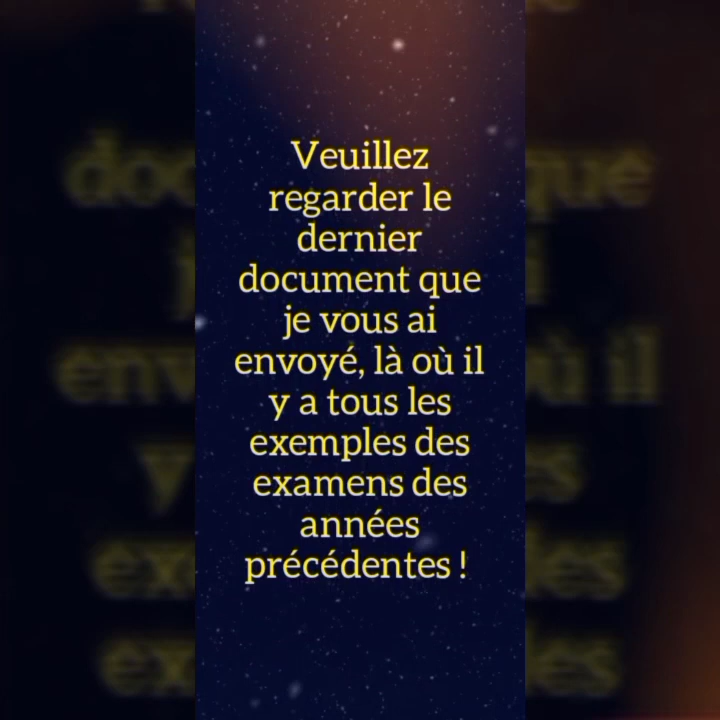 Veuillez
regarder le
dernier
document que
je vous ai
envoyé, là où il
y a tous les
exemples des
examens des
années
précédentes !